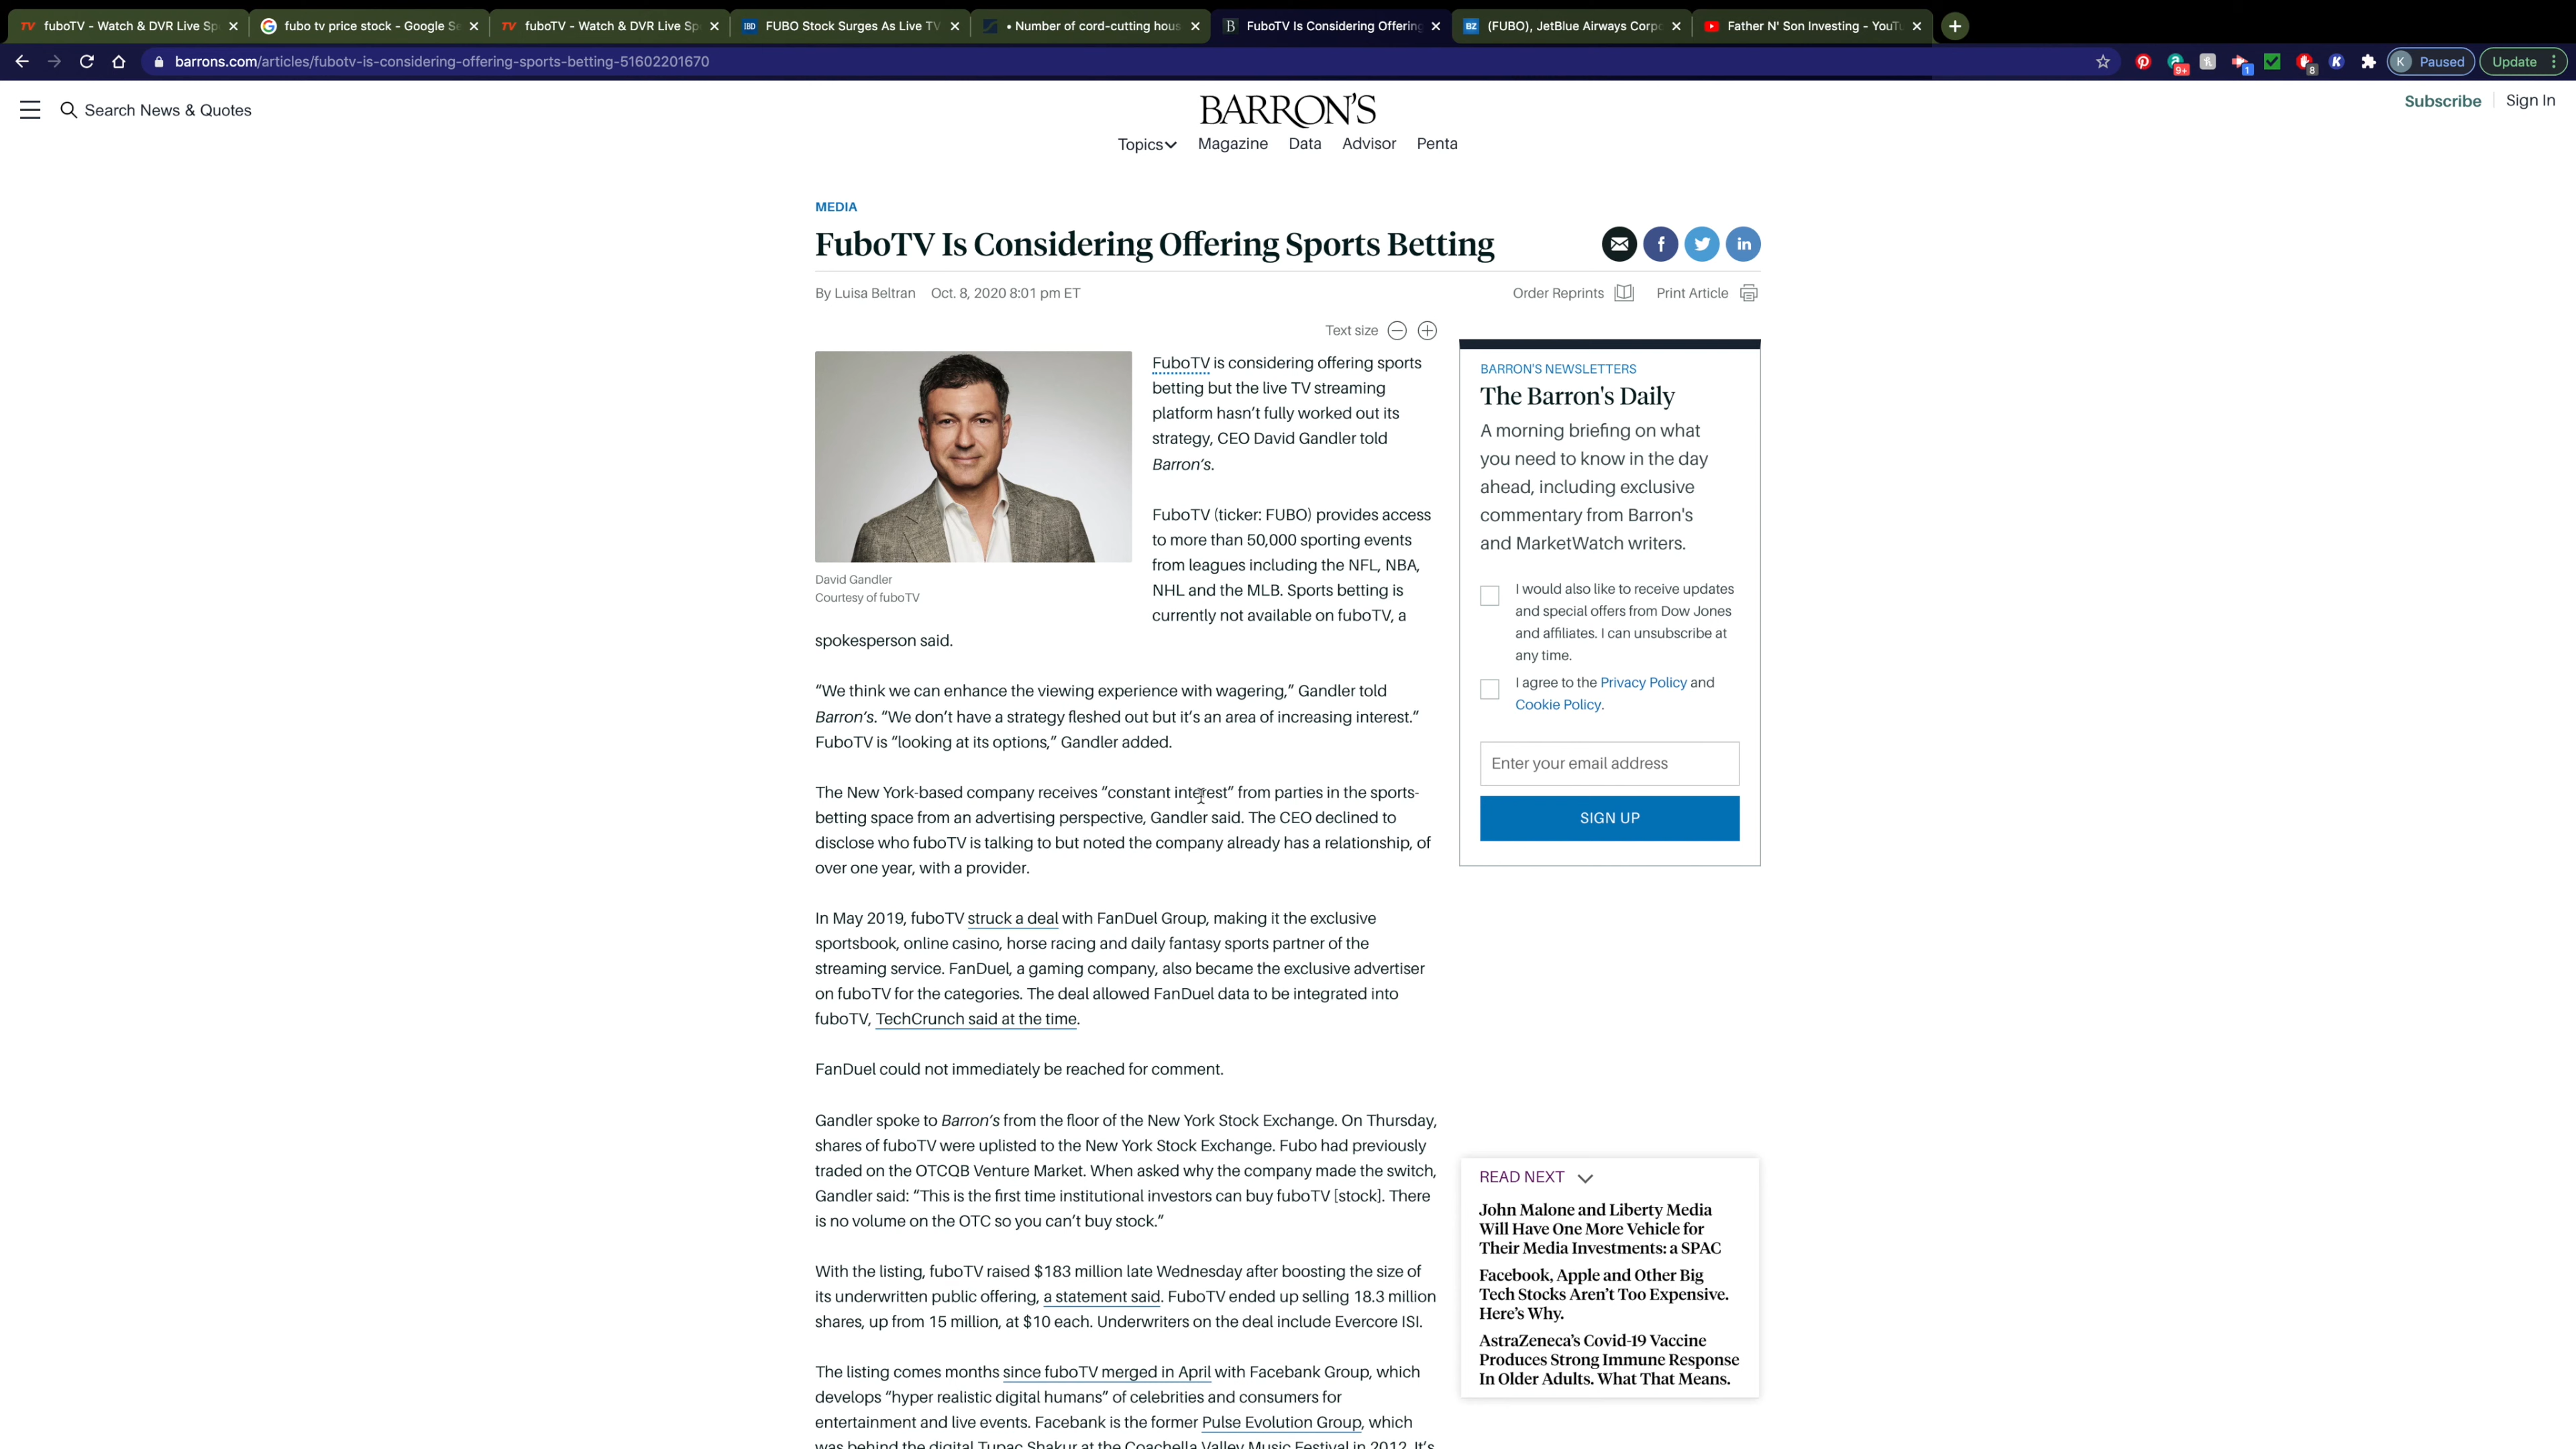 fuboTV - Watch & DVR Live Sp
fubo tv price stock - Google Se
fuboTV - Watch & DVR Live Sp
FUBO Stock Surges As Live TV
• Number of cord-cutting hous
FuboTV Is Considering Offering
(FUBO), JetBlue Airways Corpo
Father N' Son Investing - YouTu
barrons.com/articles/fubotv-is-considering-offering-sports-betting-51602201670
9+
1
8
K Paused
Update
Search News & Quotes
BARRON'S
Subscribe
Sign In
Topics Magazine Data Advisor Penta
MEDIA
FuboTV Is Considering Offering Sports Betting
By Luisa Beltran Oct. 8, 2020 8:01 pm ET
Order Reprints Print Article
Text size
FuboTV is considering offering sports
betting but the live TV streaming
platform hasn't fully worked out its
strategy, CEO David Gandler told
Barron's.
David Gandler
Courtesy of fuboTV
FuboTV (ticker: FUBO) provides access
to more than 50,000 sporting events
from leagues including the NFL, NBA,
NHL and the MLB. Sports betting is
currently not available on fuboTV, a
spokesperson said.
“We think we can enhance the viewing experience with wagering,” Gandler told
Barron's. “We don't have a strategy fleshed out but it's an area of increasing interest.”
FuboTV is “looking at its options,” Gandler added.
The New York-based company receives “constant interest” from parties in the sports-
betting space from an advertising perspective, Gandler said. The CEO declined to
disclose who fuboTV is talking to but noted the company already has a relationship, of
over one year, with a provider.
In May 2019, fuboTV struck a deal with FanDuel Group, making it the exclusive
sportsbook, online casino, horse racing and daily fantasy sports partner of the
streaming service. FanDuel, a gaming company, also became the exclusive advertiser
on fuboTV for the categories. The deal allowed FanDuel data to be integrated into
fuboTV, TechCrunch said at the time.
FanDuel could not immediately be reached for comment.
Gandler spoke to Barron's from the floor of the New York Stock Exchange. On Thursday,
shares of fuboTV were uplisted to the New York Stock Exchange. Fubo had previously
traded on the OTCQB Venture Market. When asked why the company made the switch,
Gandler said: “This is the first time institutional investors can buy fuboTV [stock]. There
is no volume on the OTC so you can't buy stock.”
With the listing, fuboTV raised $183 million late Wednesday after boosting the size of
its underwritten public offering, a statement said. FuboTV ended up selling 18.3 million
shares, up from 15 million, at $10 each. Underwriters on the deal include Evercore ISI.
The listing comes months since fuboTV merged in April with Facebank Group, which
develops “hyper realistic digital humans” of celebrities and consumers for
entertainment and live events. Facebank is the former Pulse Evolution Group, which
was behind the digital Tupac Shakur at the Coachella Valley Music Festival in 2012. It's
BARRON'S NEWSLETTERS
The Barron's Daily
A morning briefing on what
you need to know in the day
ahead, including exclusive
commentary from Barron's
and MarketWatch writers.
I would also like to receive updates
and special offers from Dow Jones
and affiliates. I can unsubscribe at
any time.
I agree to the Privacy Policy and
Cookie Policy.
Enter your email address
SIGN UP
READ NEXT
John Malone and Liberty Media
Will Have One More Vehicle for
Their Media Investments: a SPAC
Facebook, Apple and Other Big
Tech Stocks Aren't Too Expensive.
Here's Why.
AstraZeneca's Covid-19 Vaccine
Produces Strong Immune Response
In Older Adults. What That Means.